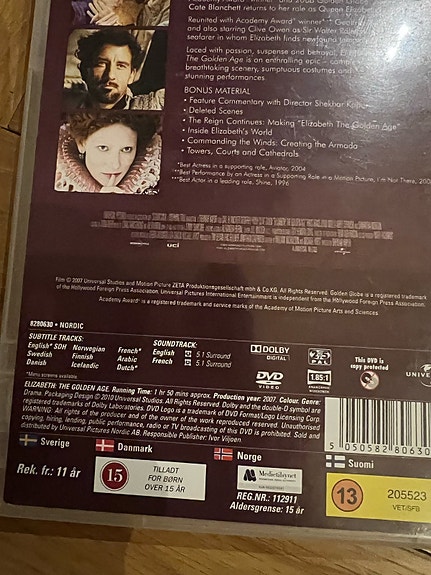 Cate Blanchett returns to her role as Queen Elizabeth
Reunited with Academy Award® winner
and also starring Clive Owen as Sir Walter
seafarer in whom Elizabeth finds newfound
Laced with passion, suspense and betrayal,
The Golden Age is an enthralling epic -
breathtaking scenery, sumptuous costumes and
stunning performances.
BONUS MATERIAL
• Feature Commentary with Director Shekhar
• Deleted Scenes
• The Reign Continues: Making "Elizabeth The Golden Age"
• Inside Elizabeth's World
• Commanding the Winds: Creating the Armada
• Towers, Courts and Cathedrals
*Best Actress in a supporting role, Aviator, 2004
**Best Performance by an Actress in a Supporting Role in a Motion Picture, I'm Not There, 200
*Best Actor in a leading role, Shine, 1996
uci
Film © 2007 Universal Studios and Motion Picture ZETA Produktionsgesellschaft mbh & Co.KG. All Rights Reserved. Golden Globe is a registered trademark
of the Hollywood Foreign Press Association. Universal Pictures International Entertainment is independent from the Hollywood Foreign Press Association.
Academy Award® is a registered trademark and service marks of the Academy of Motion Picture Arts and Sciences.
8280630 • NORDIC
SUBTITLE TRACKS:
English* SDH Norwegian French*
Swedish Finnish Arabic
Danish Icelandic Dutch*
*Menu screens available
SOUNDTRACK:
English 5.1 Surround
French 5.1 Surround
DOLBY
DIGITAL
DVD
VIDEO
2,5
PAL
1.85:1
This DVD is
copy protected
UNIVE
ELIZABETH: THE GOLDEN AGE. Running Time: 1 hr 50 mins approx. Production year: 2007. Colour. Genre:
Drama. Packaging Design © 2010 Universal Studios. All Rights Reserved. Dolby and the double-D symbol are
registered trademarks of Dolby Laboratories. DVD Logo is a trademark of DVD Format/Logo Licensing Corp.
WARNING: All rights of the producer and of the owner of the work reproduced reserved. Unauthorised
copying, hiring, lending, public performance, radio or TV broadcasting of this DVD is prohibited. Sold and
distributed by Universal Pictures Nordic AB. Responsible Publisher: Ivor Viljoen
5 050582 80630
Sverige
Danmark
Norge
Suomi
Rek. fr.: 11 år
15
TILLADT
FOR BØRN
OVER 15 ÅR
Medietilsynet
REG.NR.: 112911
Aldersgrense: 15 år
13
205523
VET/SFB